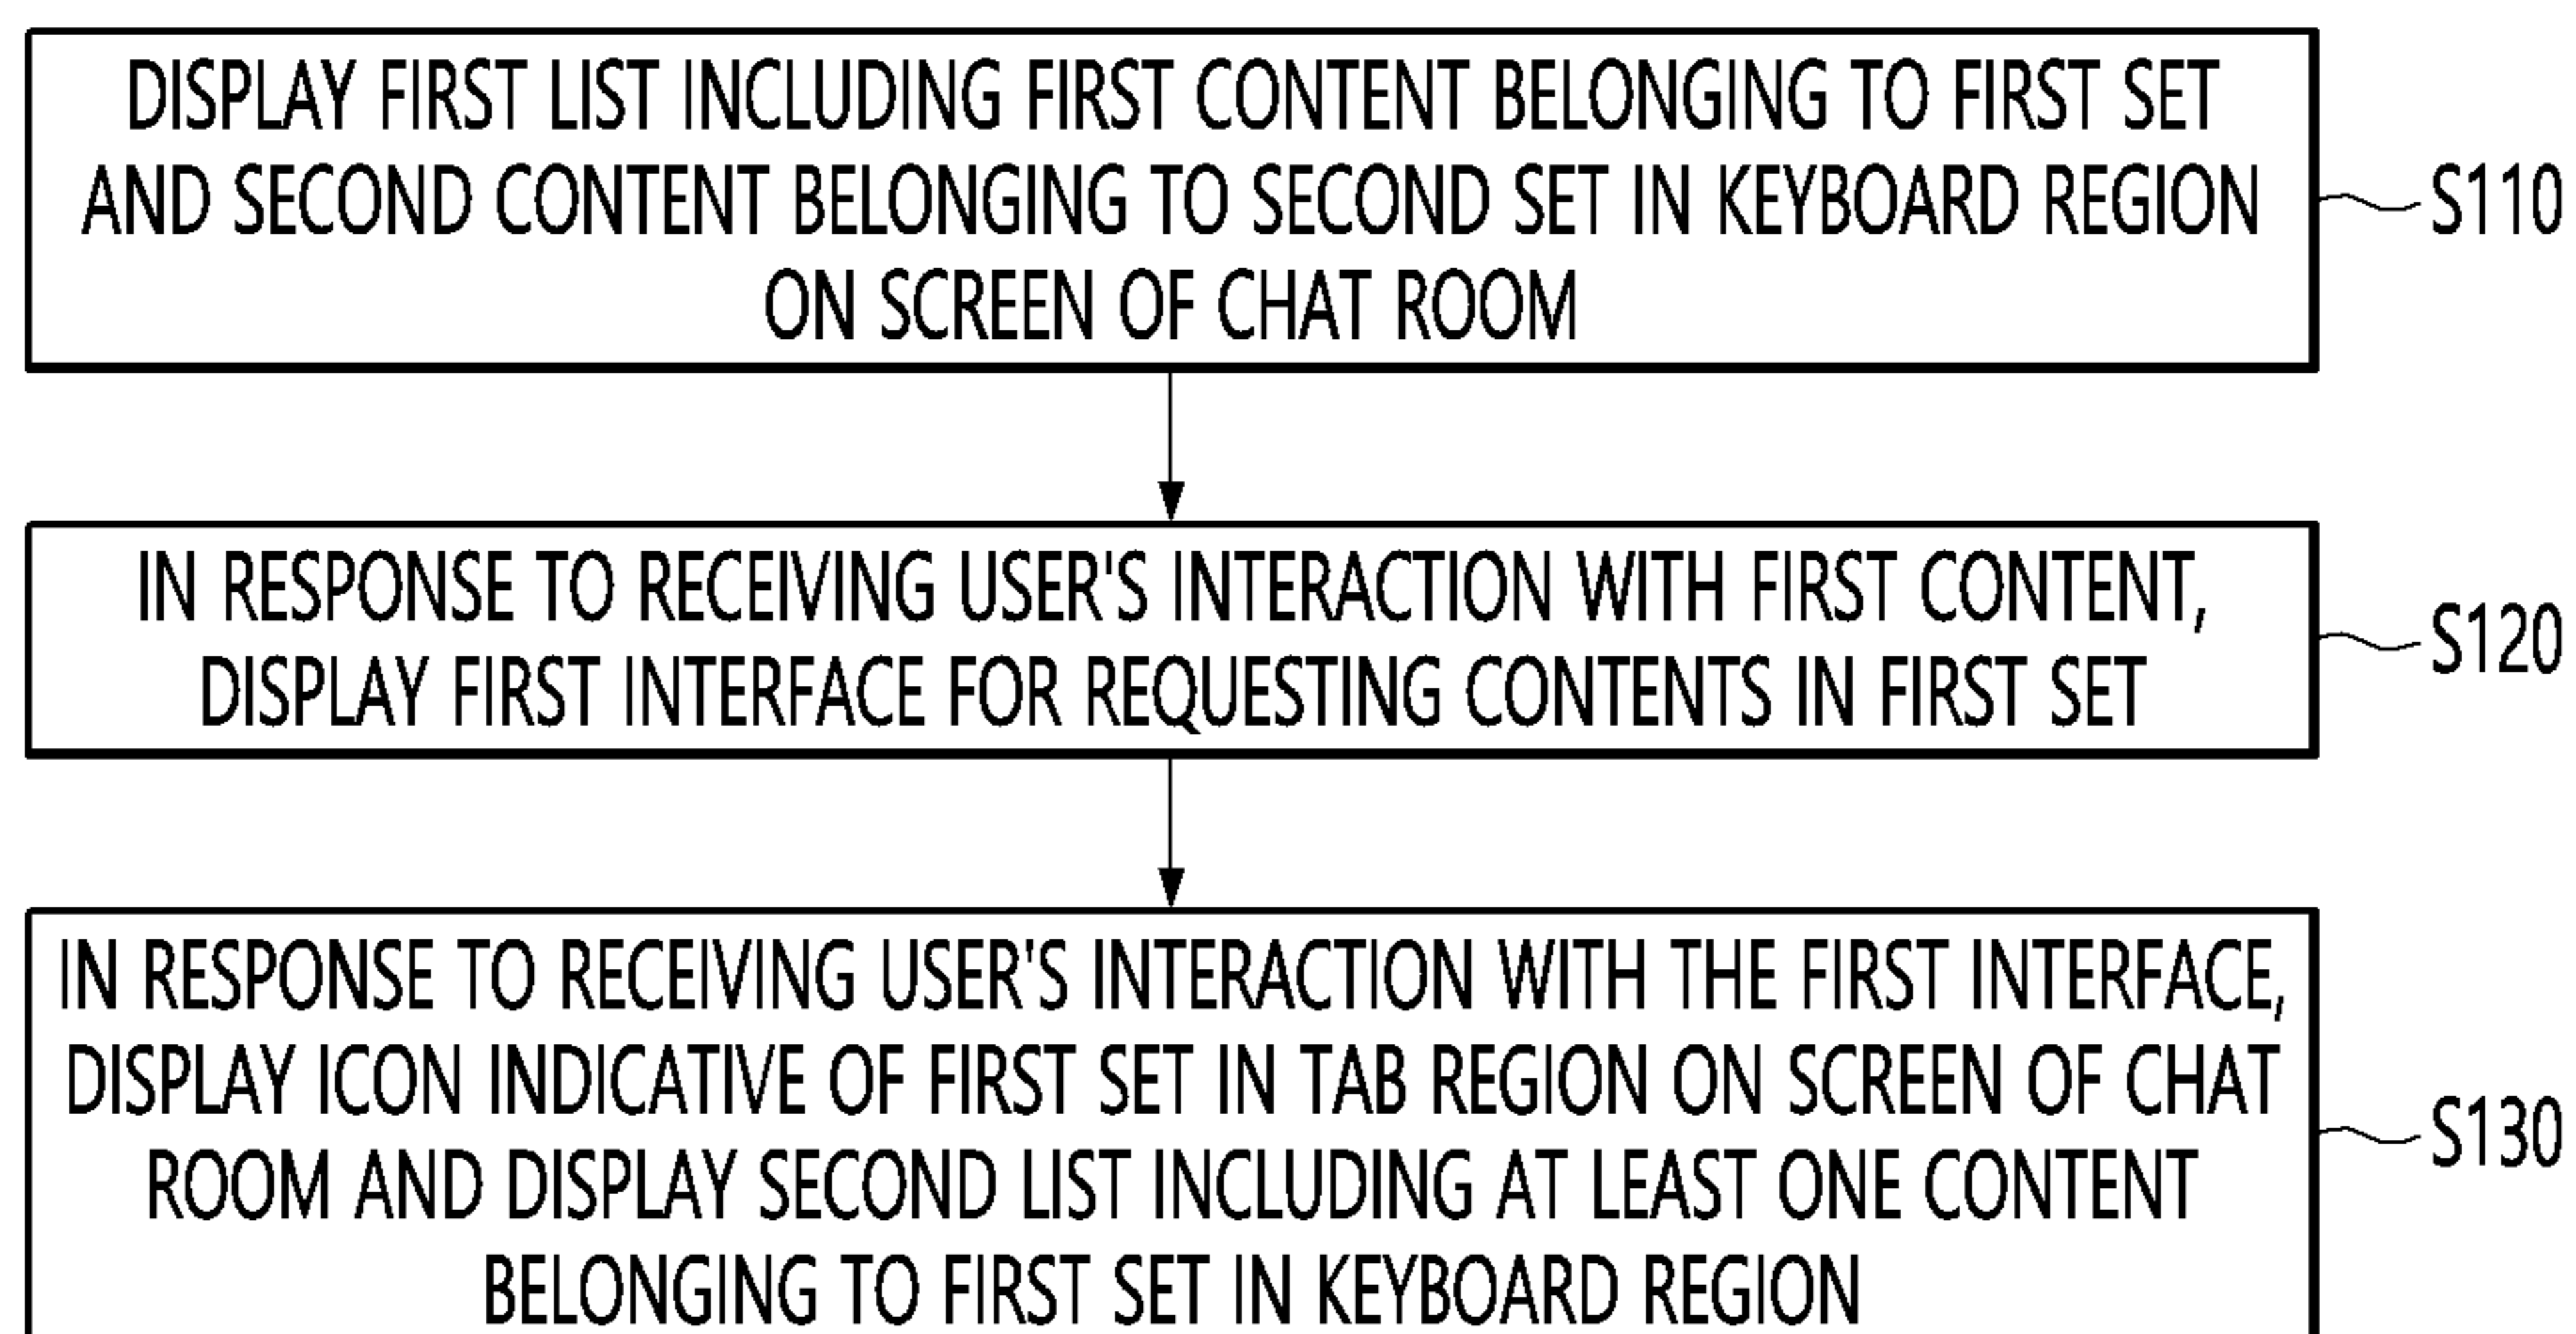 DISPLAY FIRST LIST INCLUDING FIRST CONTENT BELONGING TO FIRST SET
AND SECOND CONTENT BELONGING TO SECOND SET IN KEYBOARD REGION
ON SCREEN OF CHAT ROOM
S110
IN RESPONSE TO RECEIVING USER'S INTERACTION WITH FIRST CONTENT,
DISPLAY FIRST INTERFACE FOR REQUESTING CONTENTS IN FIRST SET
S120
IN RESPONSE TO RECEIVING USER'S INTERACTION WITH THE FIRST INTERFACE,
DISPLAY ICON INDICATIVE OF FIRST SET IN TAB REGION ON SCREEN OF CHAT
ROOM AND DISPLAY SECOND LIST INCLUDING AT LEAST ONE CONTENT
BELONGING TO FIRST SET IN KEYBOARD REGION
S130